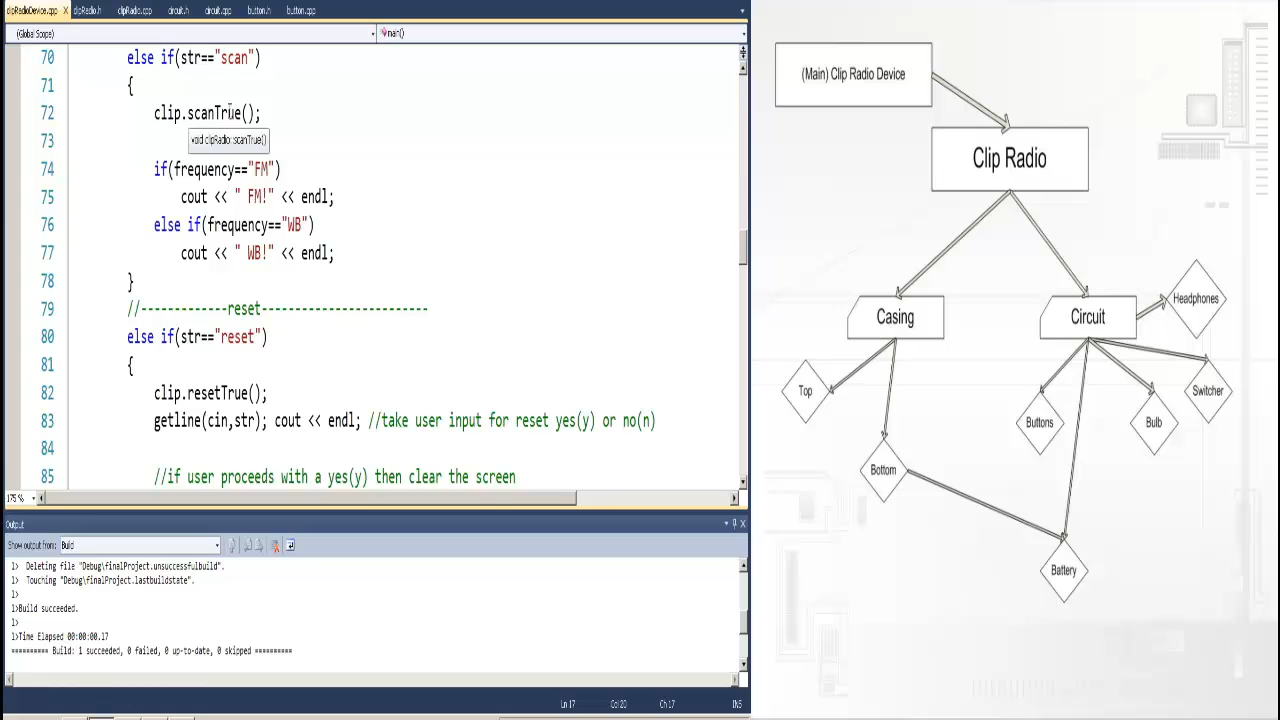 clipRadioDevice.cpp X clipRadio.h clipRadio.cpp circuit.h circuit.cpp button.h button.cpp
(Global Scope) main()
70 else if(str=="scan")
71 {
72 clip.scanTrue();
73 void clipRadio::scanTrue()
74 if(frequency=="FM")
75 cout << " FM!" << endl;
76 else if(frequency=="WB")
77 cout << " WB!" << endl;
78 }
79 //-------------reset-------------------------
80 else if(str=="reset")
81 {
82 clip.resetTrue();
83 getline(cin,str); cout << endl; //take user input for reset yes(y) or no(n)
84
85 //if user proceeds with a yes(y) then clear the screen
175 %
Output
Show output from: Build
1> Deleting file "Debug\finalProject.unsuccessfulbuild".
1> Touching "Debug\finalProject.lastbuildstate".
1>
1>Build succeeded.
1>
1>Time Elapsed 00:00:00.17
========== Build: 1 succeeded, 0 failed, 0 up-to-date, 0 skipped ==========
Ln 17 Col 20 Ch 17 INS
(Main) Clip Radio Device
Clip Radio
Casing
Circuit
Headphones
Top
Bottom
Buttons
Bulb
Switcher
Battery